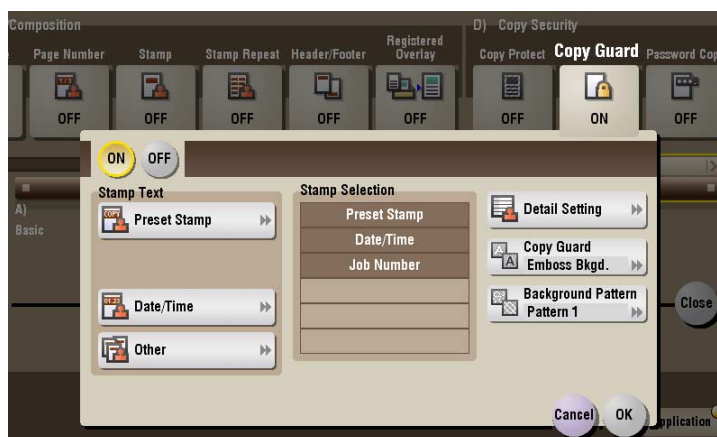 /Composition
D) Copy Security
Page Number
Stamp
Stamp Repeat
Header/Footer
Registered
Overlay
Copy Protect
Copy Guard
Password Cop
OFF
OFF
OFF
OFF
OFF
OFF
ON
OFF
ON
OFF
A)
Basic
Stamp Text
Preset Stamp
Date/Time
Other
Stamp Selection
Preset Stamp
Date/Time
Job Number
Detail Setting
Copy Guard
Emboss Bkgd.
Background Pattern
Pattern 1
Close
Cancel
OK
pplication